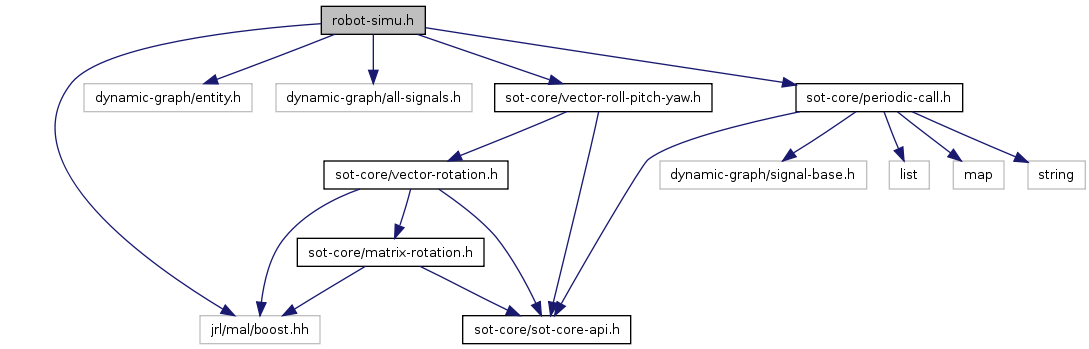 robot-simu.h
dynamic-graph/entity.h
dynamic-graph/all-signals.h
sot-core/vector-roll-pitch-yaw.h
sot-core/periodic-call.h
sot-core/vector-rotation.h
dynamic-graph/signal-base.h
list
map
string
sot-core/matrix-rotation.h
jrl/mal/boost.hh
sot-core/sot-core-api.h